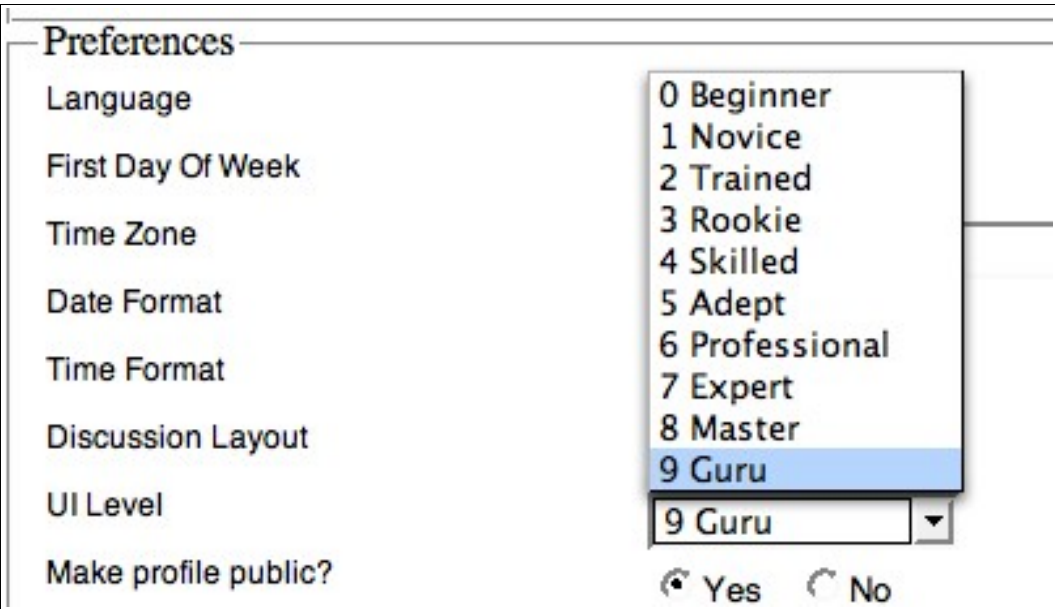 Preferences
Language
First Day Of Week
Time Zone
Date Format
Time Format
Discussion Layout
UI Level
Make profile public?
0 Beginner
1 Novice
2 Trained
3 Rookie
4 Skilled
5 Adept
6 Professional
7 Expert
8 Master
9 Guru
9 Guru
Yes No